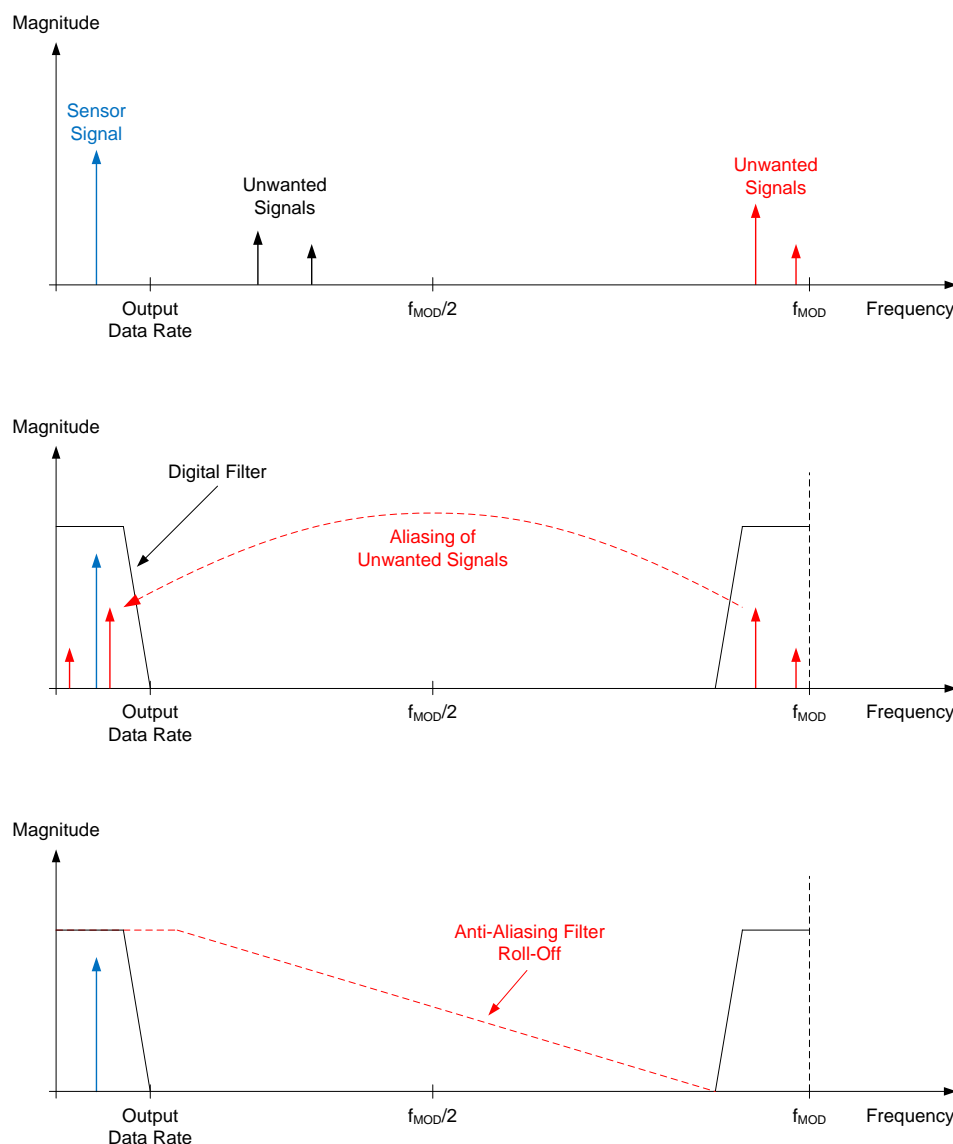 Magnitude
Sensor
Signal
Unwanted
Signals
Unwanted
Signals
Output
Data Rate
fMOD/2
fMOD
Frequency
Magnitude
Digital Filter
Aliasing of
Unwanted Signals
Output
Data Rate
fMOD/2
fMOD
Frequency
Magnitude
Anti-Aliasing Filter
Roll-Off
Output
Data Rate
fMOD/2
fMOD
Frequency